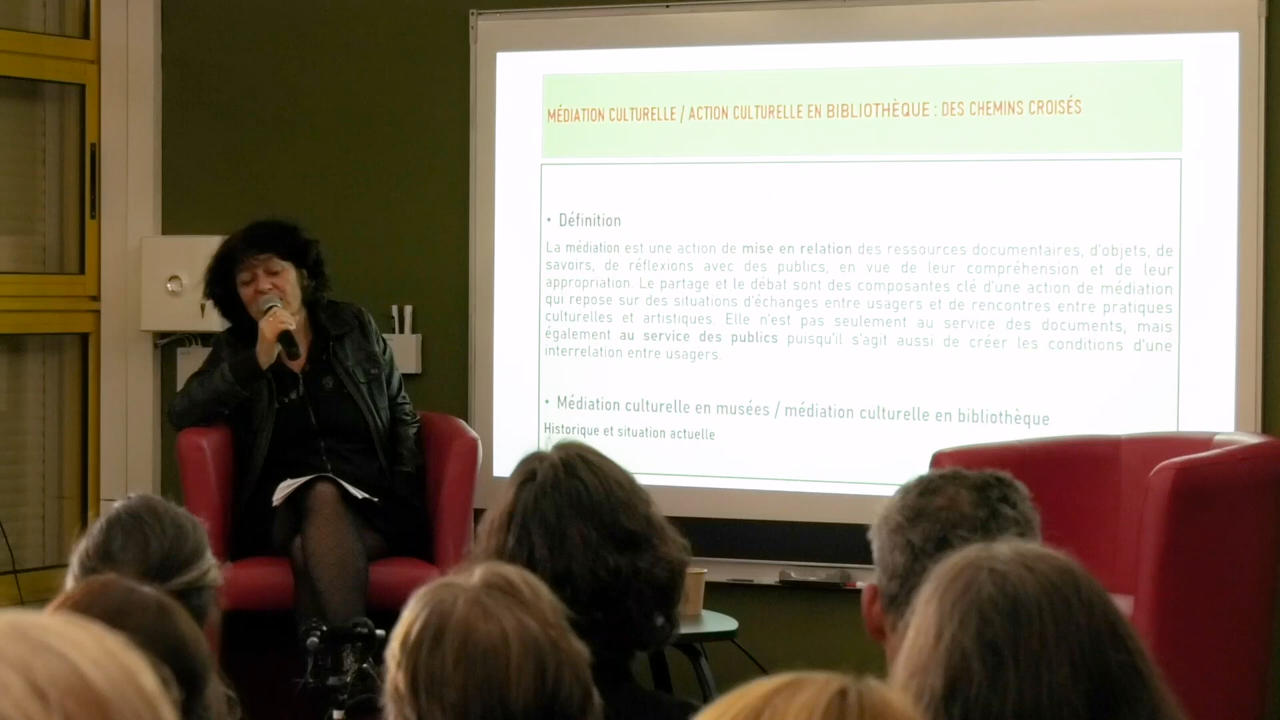 MÉDIATION CULTURELLE / ACTION CULTURELLE EN BIBLIOTHÈQUE : DES CHEMINS CROISÉS
• Définition
La médiation est une action de mise en relation des ressources documentaires, d'objets, de
savoirs, de réflexions avec des publics, en vue de leur compréhension et de leur
appropriation. Le partage et le débat sont des composantes clé d'une action de médiation
qui repose sur des situations d'échanges entre usagers et de rencontres entre pratiques
culturelles et artistiques. Elle n'est pas seulement au service des documents, mais
également au service des publics puisqu'il s'agit aussi de créer les conditions d'une
interrelation entre usagers.
• Médiation culturelle en musées / médiation culturelle en bibliothèque
Historique et situation actuelle